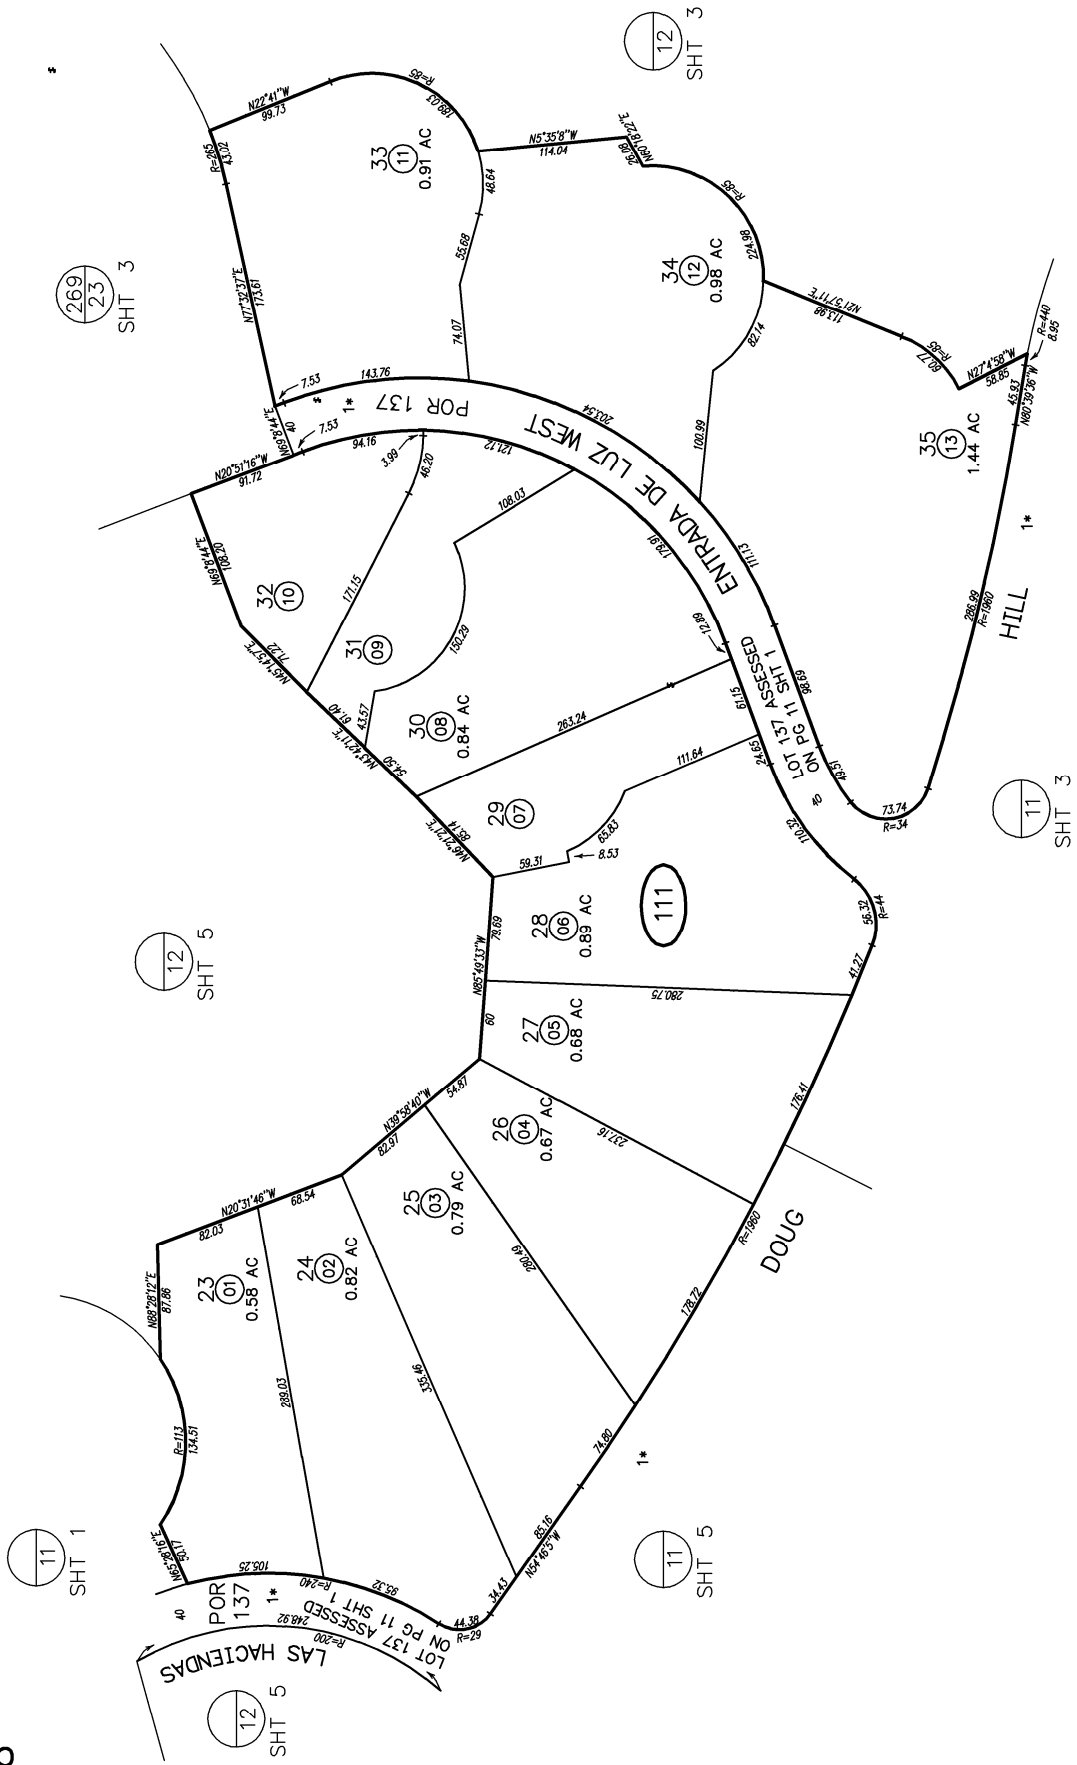 12
SHT 3
269
23
SHT 3
N22°41'W
99.73
R=265
43.02
R=85
189.03
33
11
0.91 AC
N77°32'37"E
173.61
N5°35'8"W
114.04
26.08
N60°18'22"E
48.64
55.68
74.07
34
12
0.98 AC
R=85
224.98
82.14
N21°57'11"E
113.98
R=85
60.77
N27°4'58"W
58.85
R=440
8.95
45.93
N80°39'36"W
35
13
1.44 AC
7.53
143.76
1*
POR 137
N69°8'44"E
40
7.53
94.16
3.99
121.12
203.54
100.99
ENTRADA DE LUZ WEST
N20°51'16"W
91.72
N69°8'44"E
108.20
46.20
108.03
32
10
171.15
31
09
150.29
N45°14'57"E
71.22
61.40
N43°42'11"E
54.50
43.57
30
08
0.84 AC
179.91
111.13
12.89
263.24
61.15
98.69
LOT 137 ASSESSED
ON PG 11 SHT 1
24.65
49.51
40
110.32
73.74
R=34
286.99
R=1960
HILL
1*
11
SHT 3
29
07
111.64
N46°21'21"E
85.14
65.83
59.31
8.53
28
06
0.89 AC
111
56.32
R=44
41.27
12
SHT 5
79.69
N85°49'33"W
60
280.75
27
05
0.68 AC
176.41
N39°58'40"W
54.87
82.97
26
04
0.67 AC
237.16
R=1960
DOUG
25
03
0.79 AC
280.49
178.72
N20°31'46"W
68.54
82.03
N88°28'12"E
87.86
23
01
0.58 AC
24
02
0.82 AC
289.03
335.46
R=113
134.51
74.80
1*
85.16
N54°46'5"W
34.43
11
SHT 1
N65°28'16"E
50.17
40
POR
137
1*
105.25
R=240
95.32
LOT 137 ASSESSED
ON PG 11 SHT 1
44.38
R=29
248.92
R=200
LAS HACIENDAS
11
SHT 5
12
SHT 5